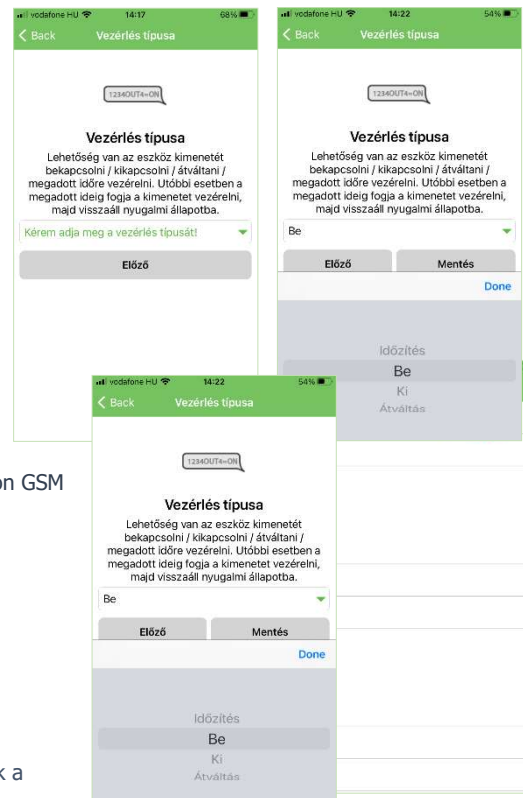 vodafone HU 14:17 68%
Back Vezérlés típusa
1234OUT4=ON
Vezérlés típusa
Lehetőség van az eszköz kimenetét
bekapcsolni / kikapcsolni / átváltani /
megadott időre vezérelni. Utóbbi esetben a
megadott ideig fogja a kimenetet vezérelni,
majd visszaáll nyugalmi állapotba.
Kérem adja meg a vezérlés típusát!
Előző
vodafone HU 14:22 54%
Back Vezérlés típusa
1234OUT4=ON
Vezérlés típusa
Lehetőség van az eszköz kimenetét
bekapcsolni / kikapcsolni / átváltani /
megadott időre vezérelni. Utóbbi esetben a
megadott ideig fogja a kimenetet vezérelni,
majd visszaáll nyugalmi állapotba.
Be
Előző Mentés
Done
Időzítés
Be
Ki
Átváltás
vodafone HU 14:22 54%
Back Vezérlés típusa
1234OUT4=ON
Vezérlés típusa
Lehetőség van az eszköz kimenetét
bekapcsolni / kikapcsolni / átváltani /
megadott időre vezérelni. Utóbbi esetben a
megadott ideig fogja a kimenetet vezérelni,
majd visszaáll nyugalmi állapotba.
Be
Előző Mentés
Done
Időzítés
Be
Ki
Átváltás
GSM
a